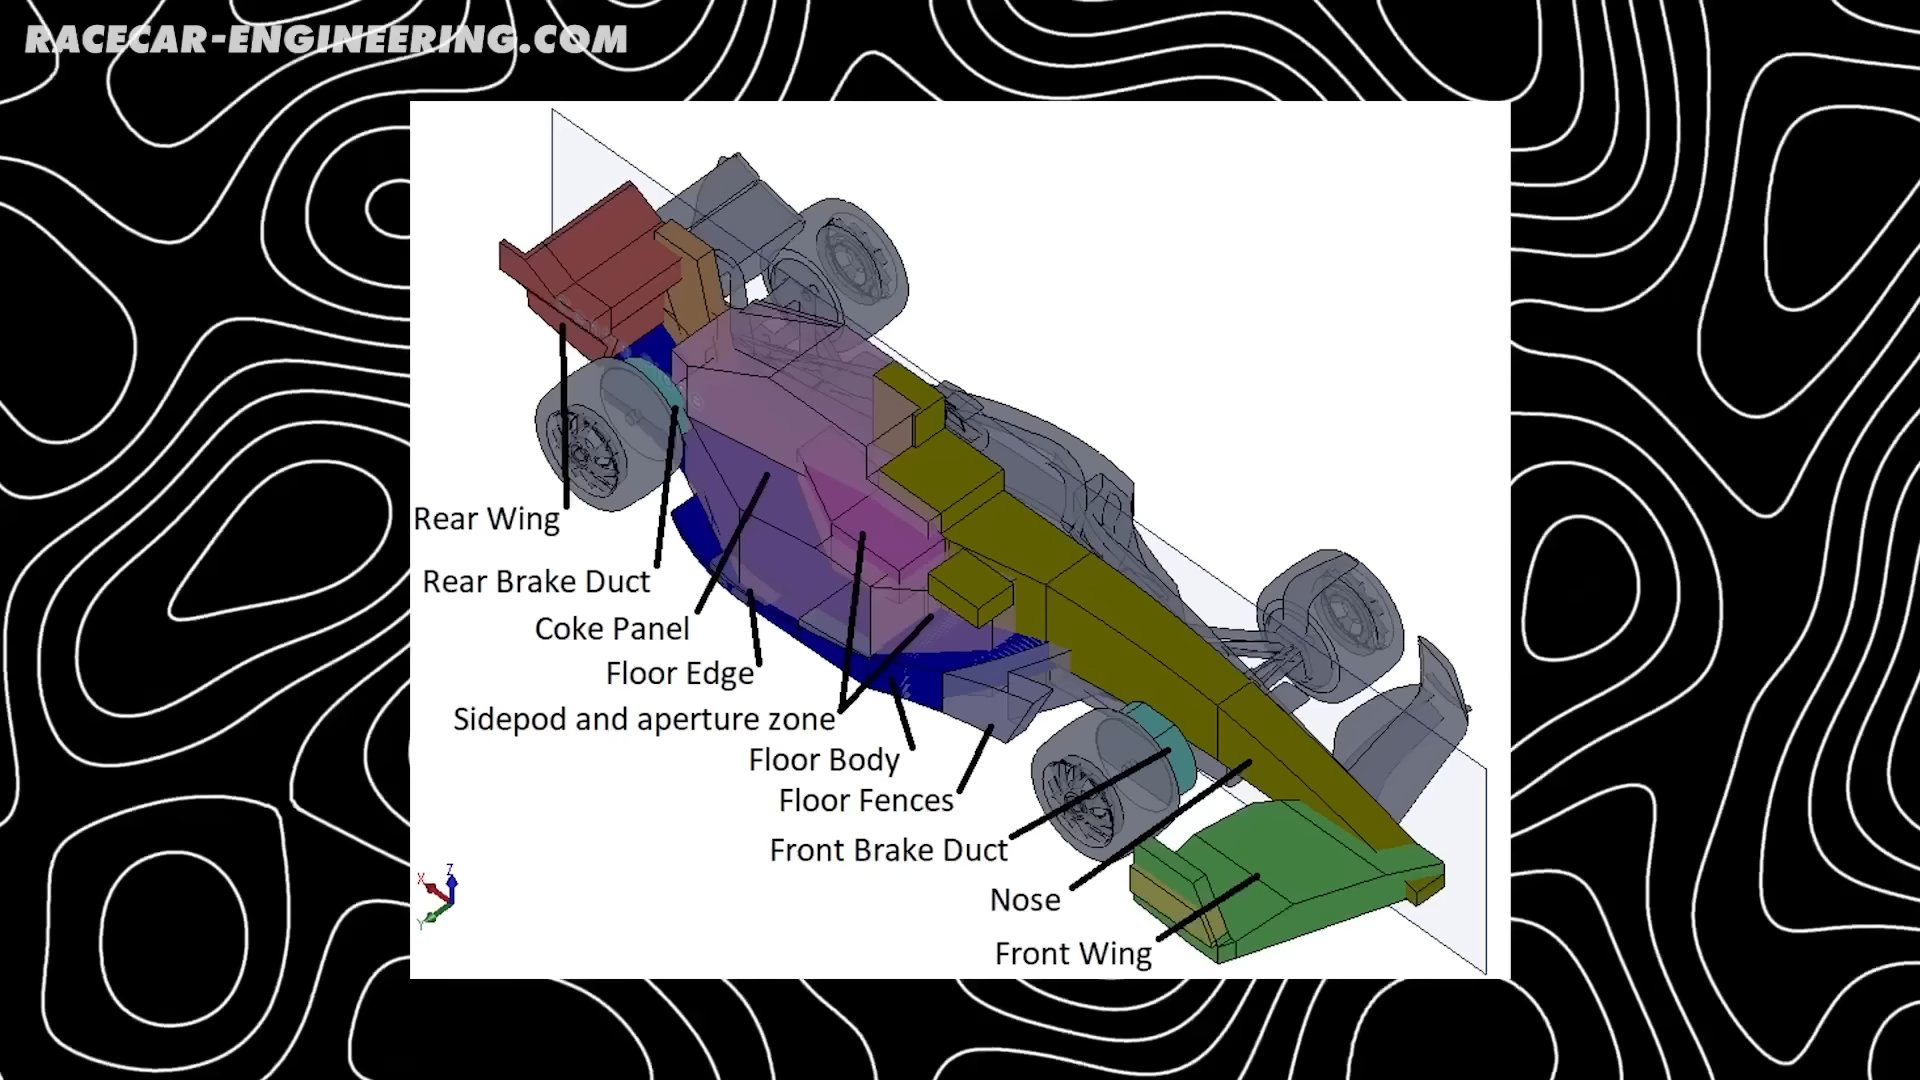 RACECAR-ENGINEERING.COM
Rear Wing
Rear Brake Duct
Coke Panel
Floor Edge
Sidepod and aperture zone
Floor Body
Floor Fences
Front Brake Duct
Nose
Front Wing
Z
X
Y